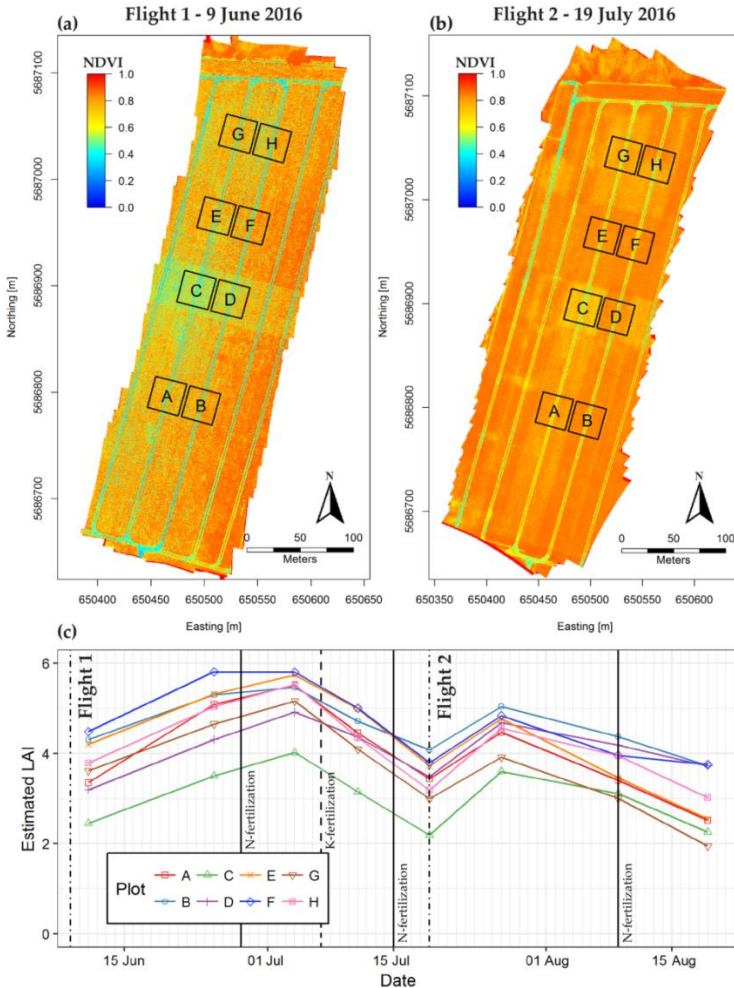 Flight 1 - 9 June 2016
Flight 2 - 19 July 2016
(a)
(b)
NDVI
1.0
0.8
0.6
0.4
0.2
0.0
NDVI
1.0
0.8
0.6
0.4
0.2
0.0
G
H
E
F
C
D
A
B
G
H
E
F
C
D
A
B
N
0 50 100
Meters
N
0 50 100
Meters
Northing [m]
5687100
5687000
5686900
5686800
5686700
Northing [m]
5687100
5687000
5686900
5686800
5686700
650400 650450 650500 650550 600600 650650
Easting [m]
650350 650400 650450 650500 650550 650600
Easting [m]
(c)
Flight 1
Flight 2
N-fertilization
K-fertilization
N-fertilization
N-fertilization
Estimated LAI
6
4
2
0
Plot
A C E G
B D F H
15 Jun 01 Jul 15 Jul 01 Aug 15 Aug
Date